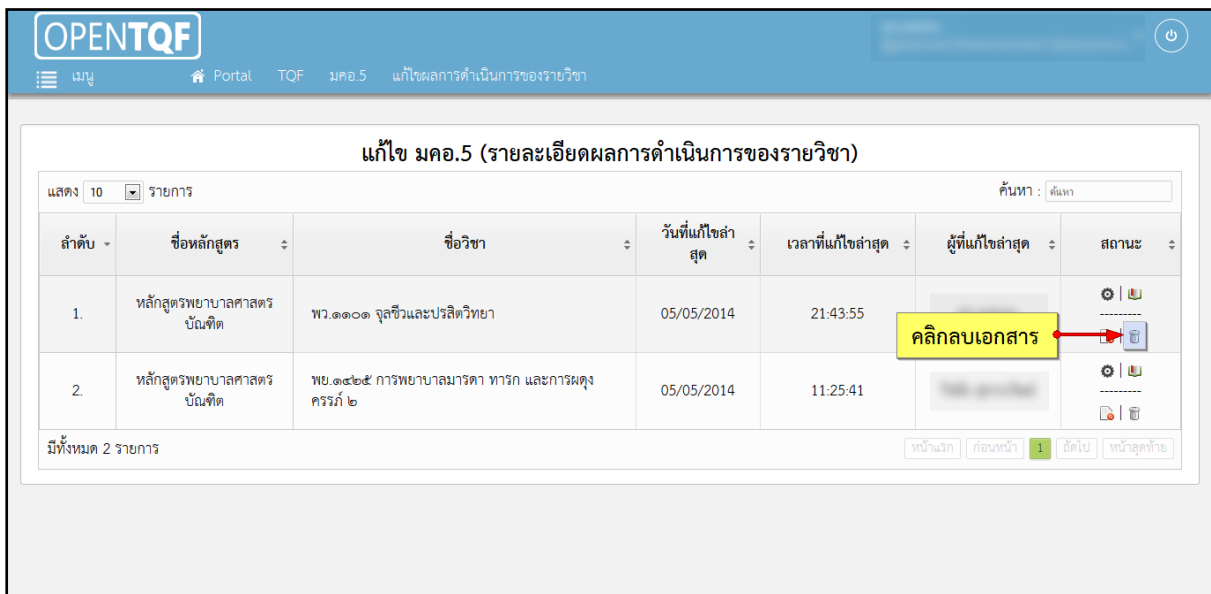 OPENTQF
เมนู Portal TQF มคอ.5 แก้ไขผลการดำเนินการของรายวิชา
แก้ไข มคอ.5 (รายละเอียดผลการดำเนินการของรายวิชา)
แสดง 10 รายการ ค้นหา : ค้นหา
ลำดับ ชื่อหลักสูตร ชื่อวิชา วันที่แก้ไขล่า เวลาที่แก้ไขล่าสุด ผู้ที่แก้ไขล่าสุด สถานะ
สุด
1. หลักสูตรพยาบาลศาสตร พว.๑๑๐๑ จุลชีวและปรสิตวิทยา 05/05/2014 21:43:55
บัณฑิต
---------
คลิกลบเอกสาร
2. หลักสูตรพยาบาลศาสตร พย.๑๔๒๕ การพยาบาลมารดา ทารก และการผดุง 05/05/2014 11:25:41
บัณฑิต ครรภ์ ๒
---------
มีทั้งหมด 2 รายการ หน้าแรก ก่อนหน้า 1 ถัดไป หน้าสุดท้าย